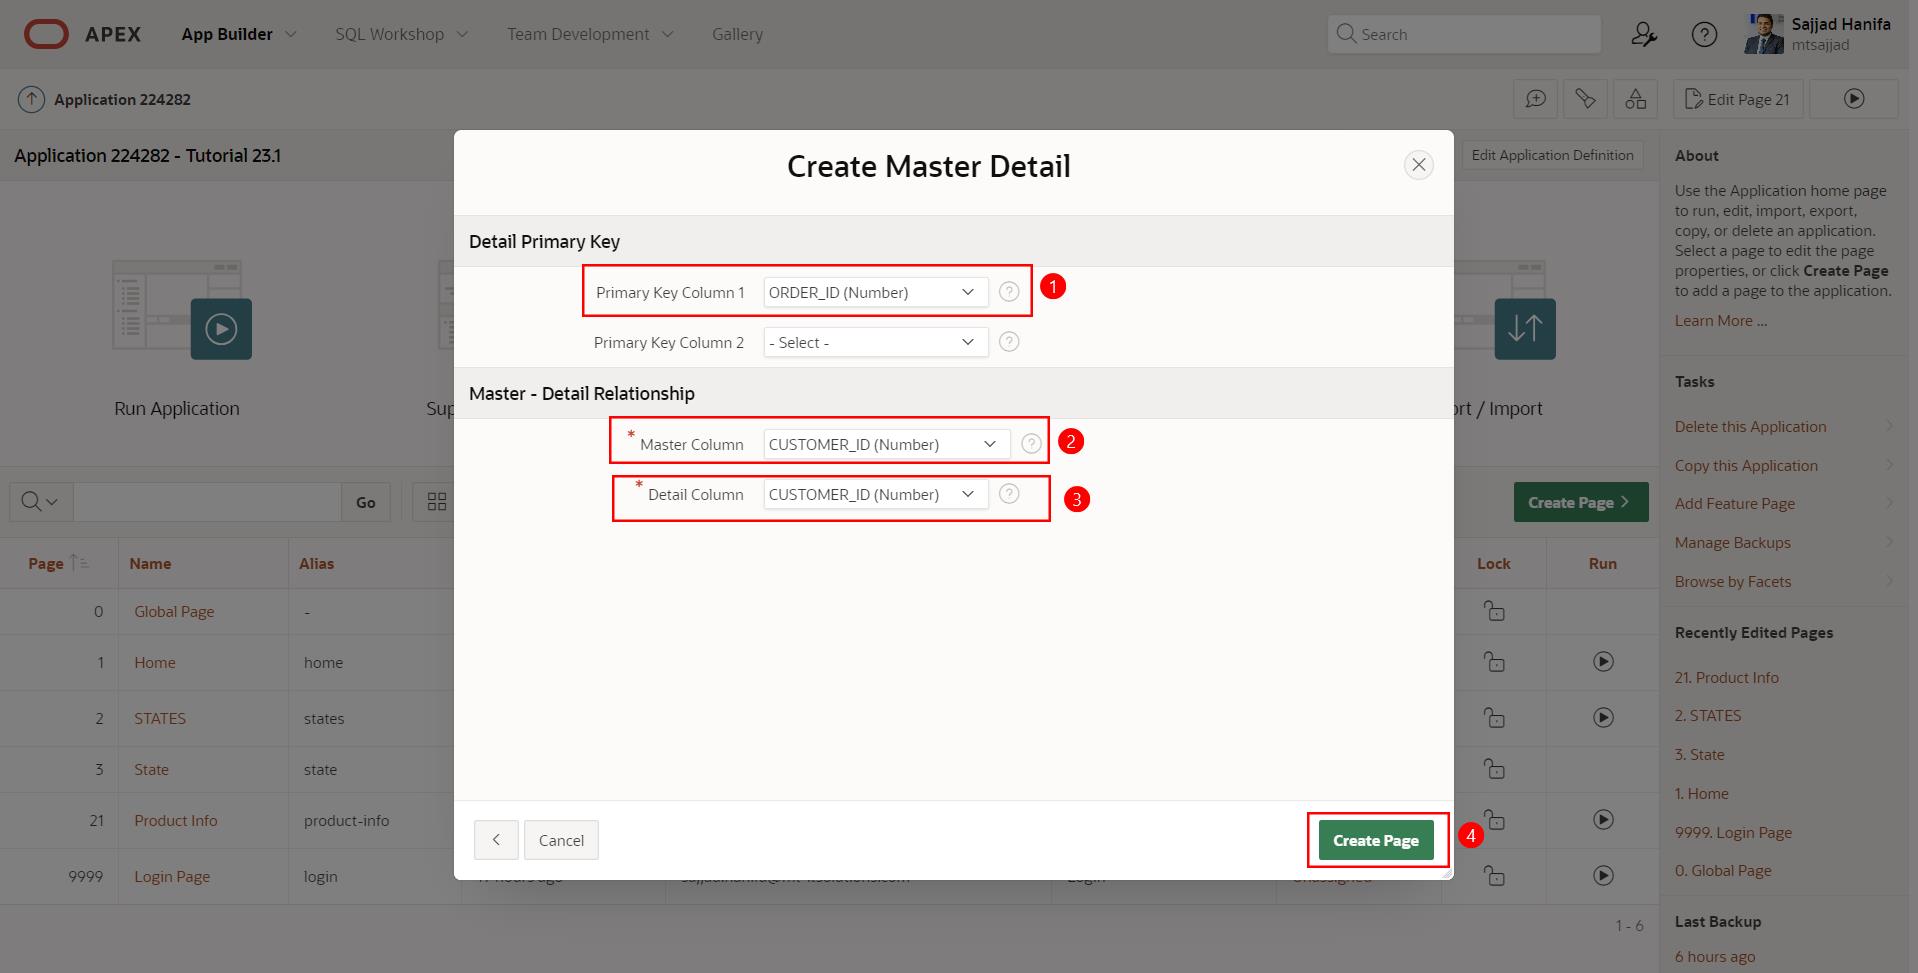 APEX
App Builder
SQL Workshop
Team Development
Gallery
Search
Sajjad Hanifa
mtsajjad
Application 224282
Edit Page 21
Application 224282 - Tutorial 23.1
Edit Application Definition
Run Application
Sup
ort / Import
Go
Create Page
Page
Name
Alias
Lock
Run
0
Global Page
-
1
Home
home
2
STATES
states
3
State
state
21
Product Info
product-info
9999
Login Page
login
1 - 6
Create Master Detail
Detail Primary Key
Primary Key Column 1
ORDER_ID (Number)
?
1
Primary Key Column 2
- Select -
?
Master - Detail Relationship
* Master Column
CUSTOMER_ID (Number)
?
2
* Detail Column
CUSTOMER_ID (Number)
?
3
Cancel
Create Page
4
About
Use the Application home page
to run, edit, import, export,
copy, or delete an application.
Select a page to edit the page
properties, or click Create Page
to add a page to the application.
Learn More ...
Tasks
Delete this Application
Copy this Application
Add Feature Page
Manage Backups
Browse by Facets
Recently Edited Pages
21. Product Info
2. STATES
3. State
1. Home
9999. Login Page
0. Global Page
Last Backup
6 hours ago